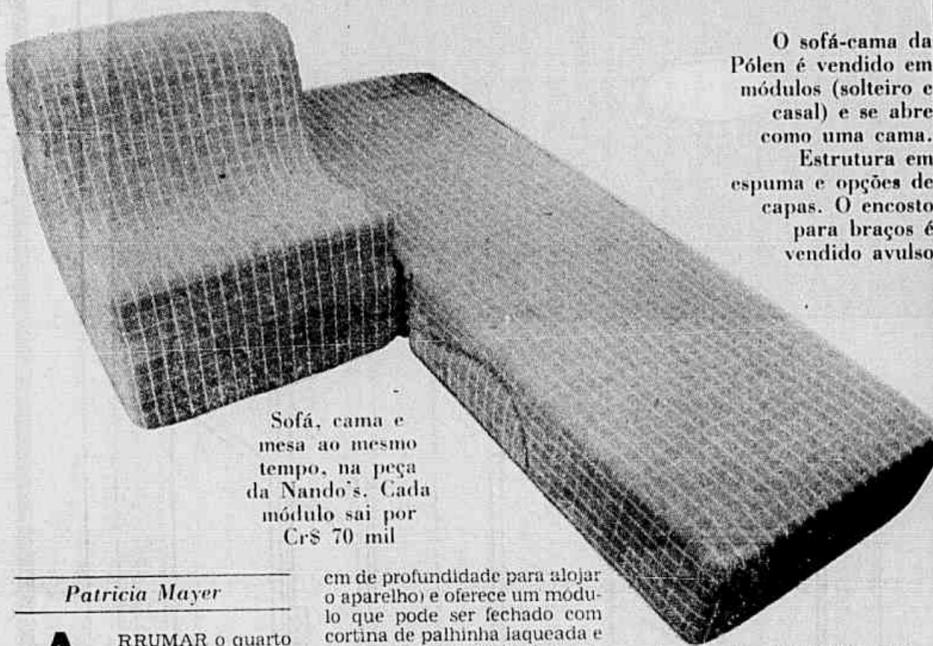 O sofá-cama da
Pólen é vendido em
módulos (solteiro e
casal) e se abre
como uma cama.
Estrutura em
espuma e opções de
capas. O encosto
para braços é
vendido avulso
Sofá, cama e
mesa ao mesmo
tempo, na peça
da Nando's. Cada
módulo sai por
Cr$ 70 mil
Patricia Mayer
ARRUMAR o quarto
cm de profundidade para alojar
o aparelho) e oferece um módu-
lo que pode ser fechado com
cortina de palhinha laqueada e